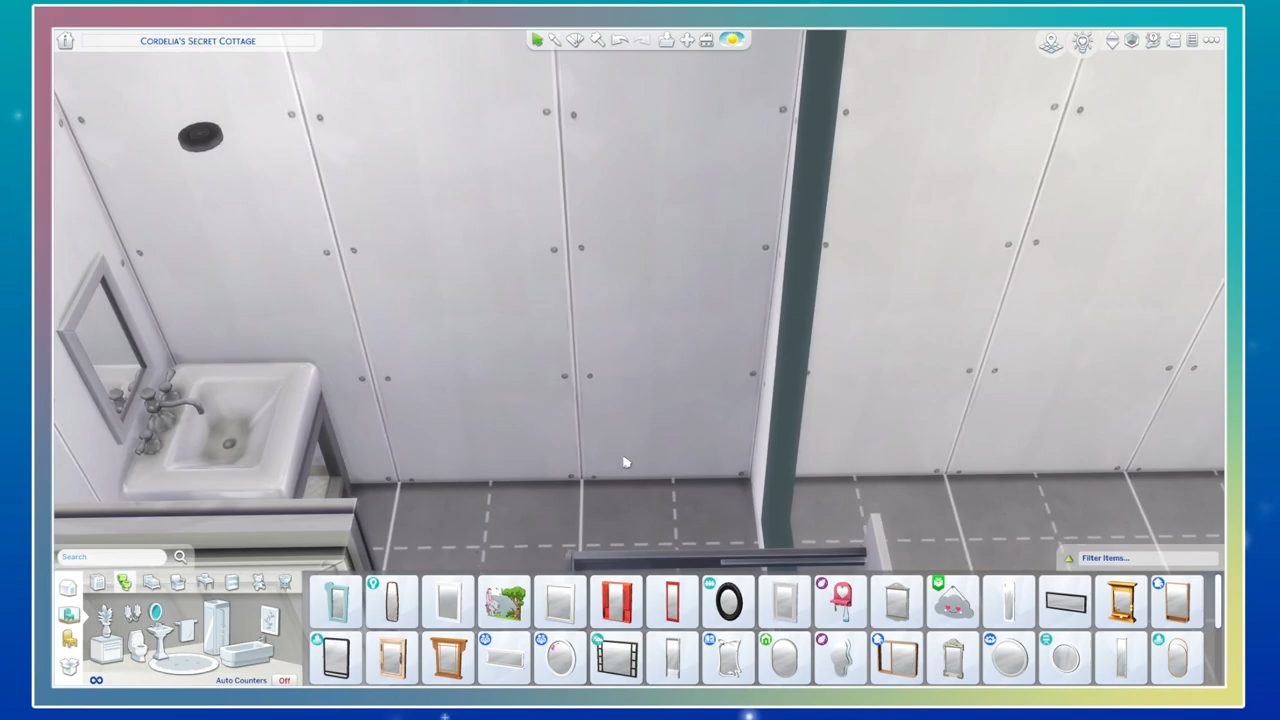 CORDELIA'S SECRET COTTAGE
Search
Filter Items...
Auto Counters Off